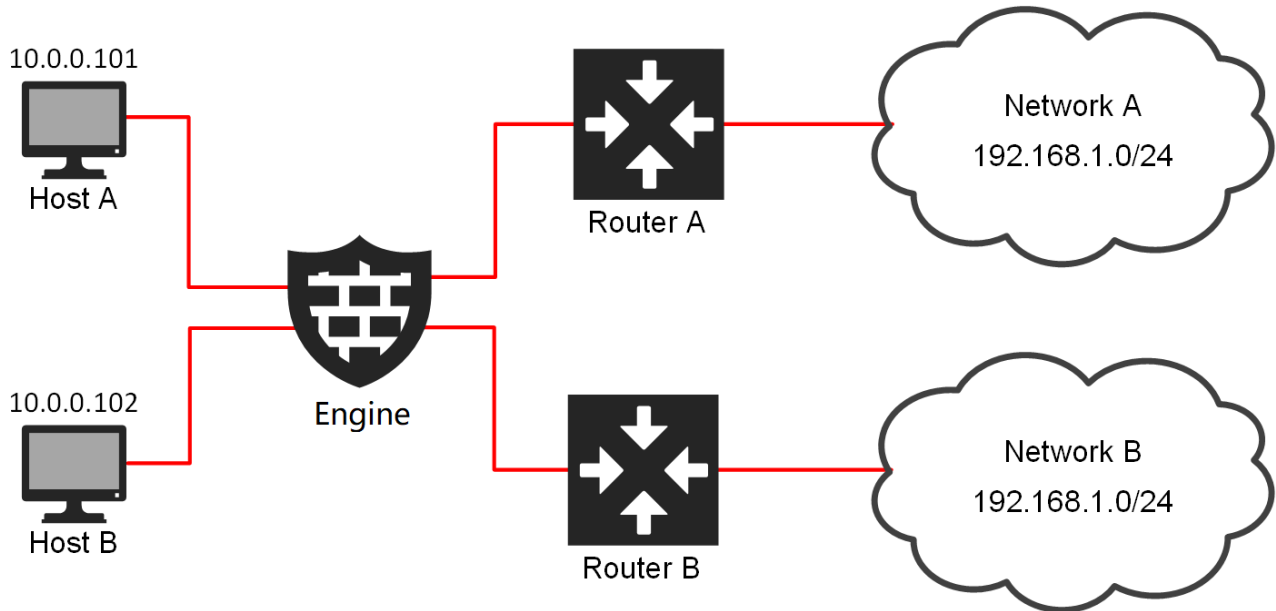 10.0.0.101
Host A
Router A
Network A
192.168.1.0/24
Engine
10.0.0.102
Host B
Router B
Network B
192.168.1.0/24